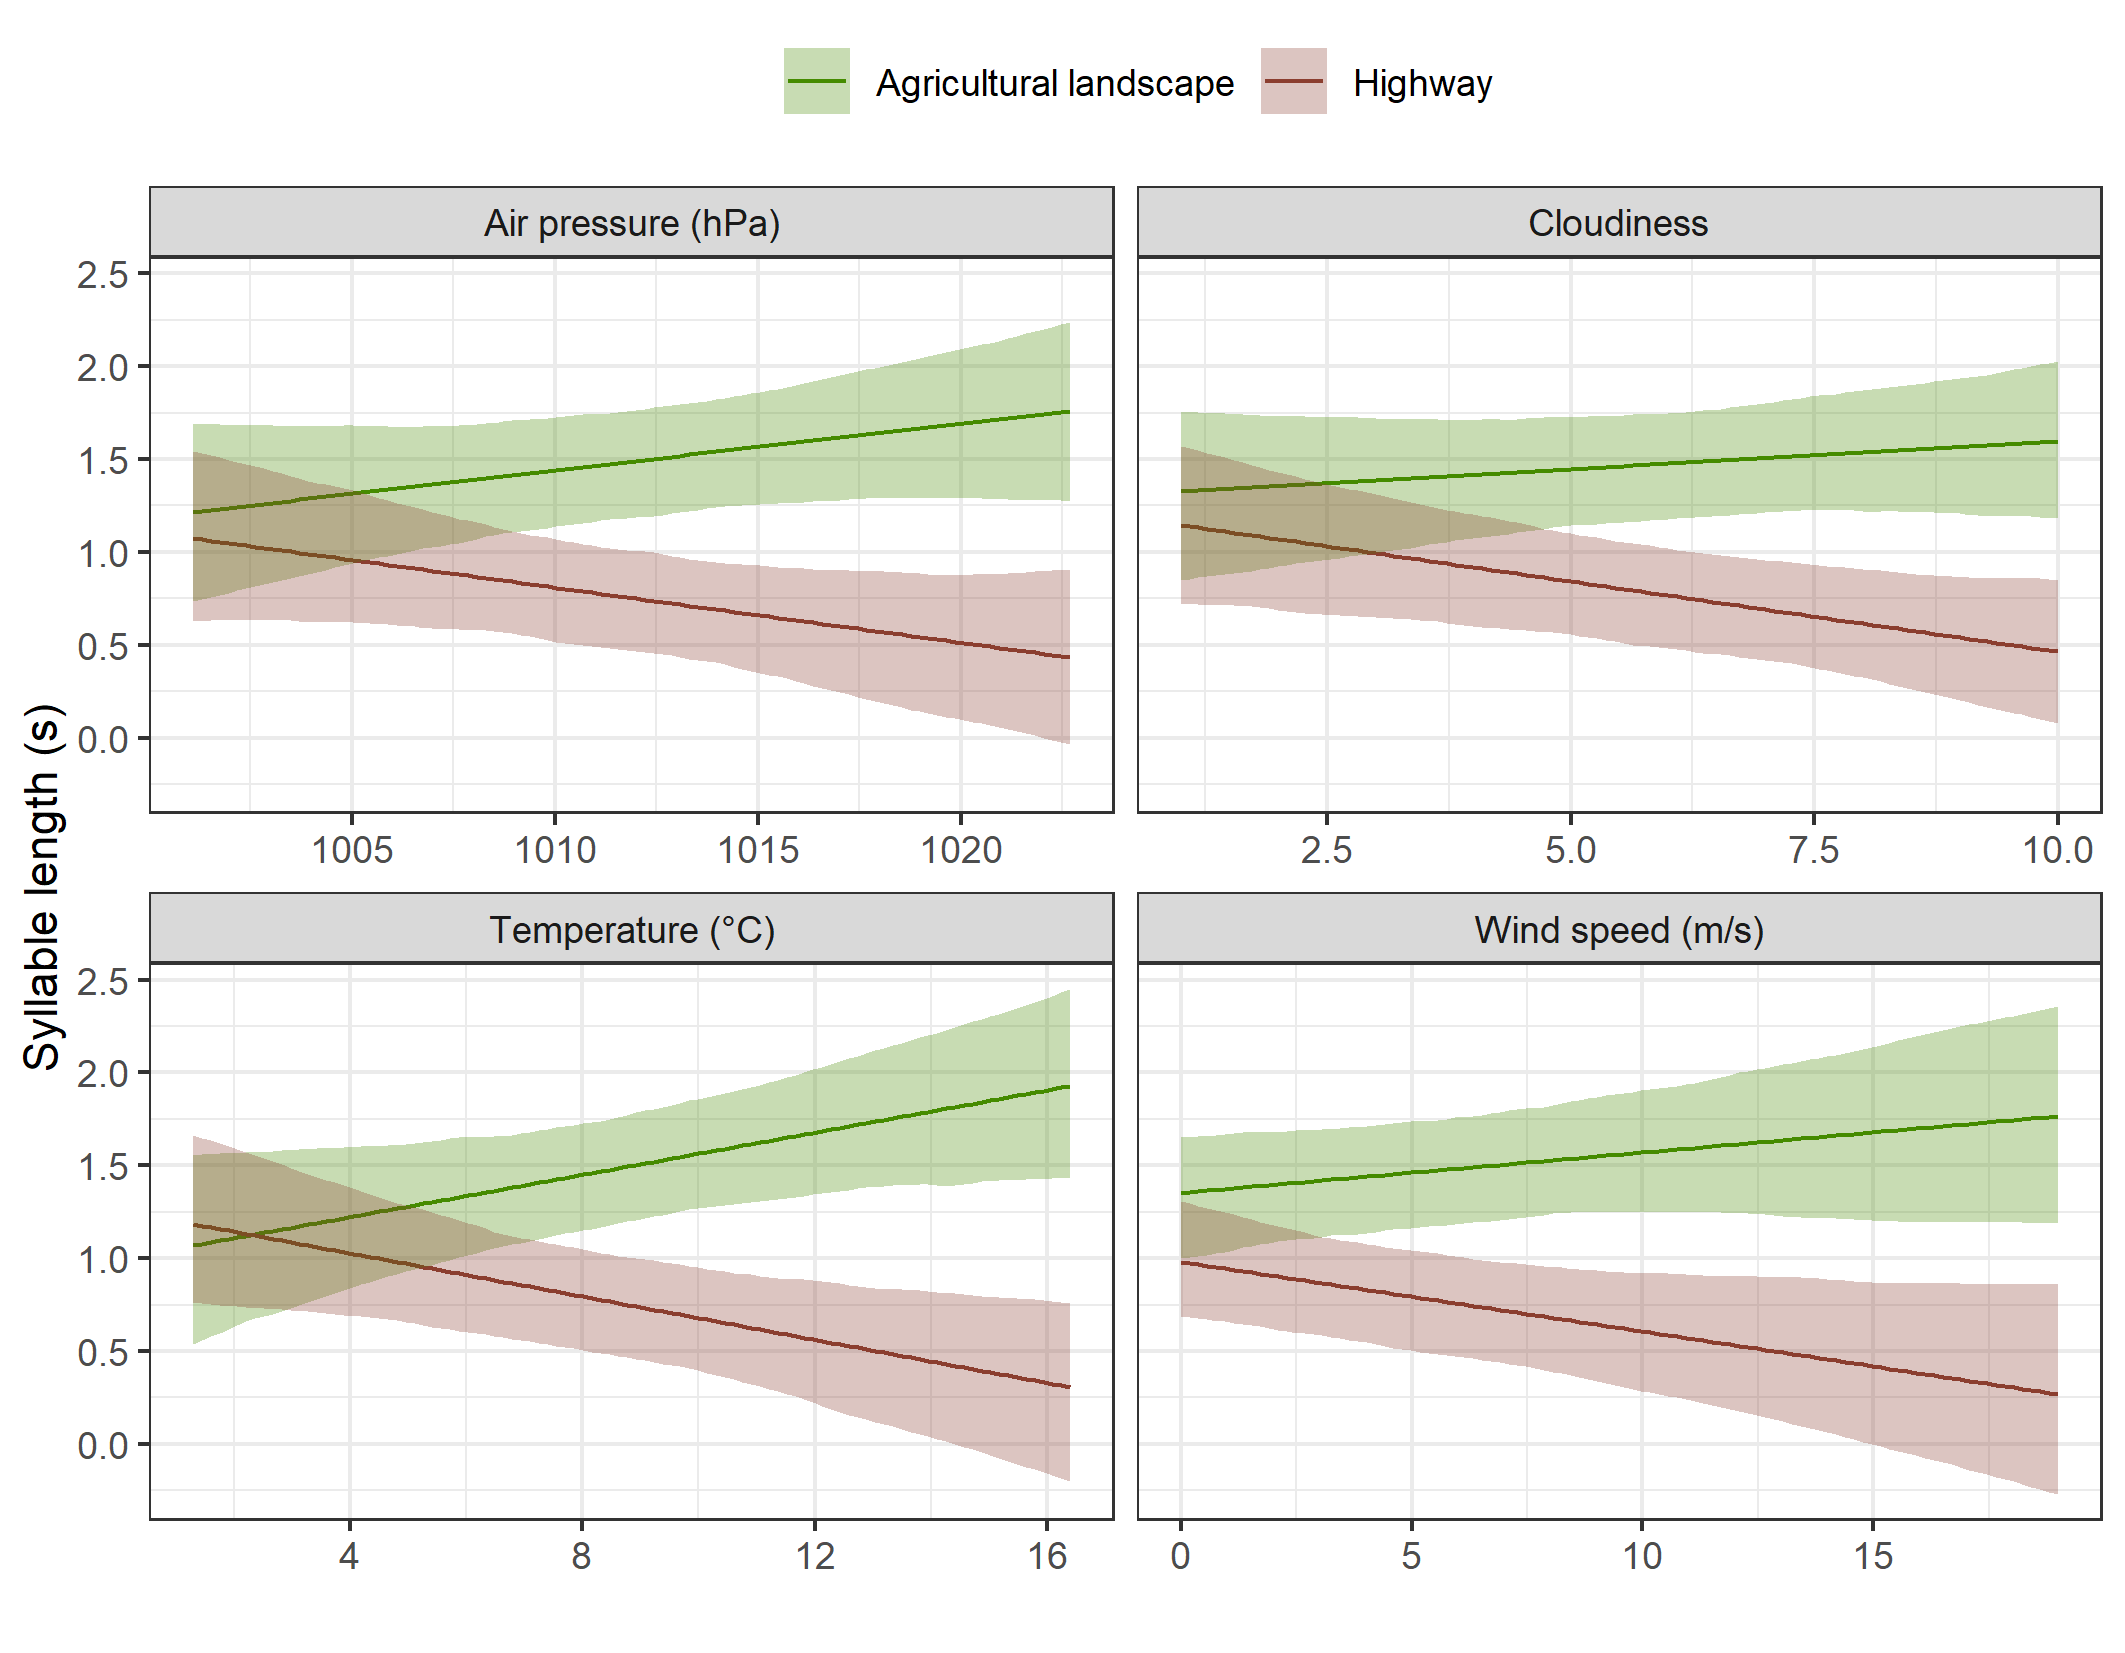 Agricultural landscape Highway
Air pressure (hPa) Cloudiness
2.5
2.0
1.5
1.0
0.5
0.0
1005 1010 1015 1020 2.5 5.0 7.5 10.0
Syllable length (s)
Temperature (°C) Wind speed (m/s)
2.5
2.0
1.5
1.0
0.5
0.0
4 8 12 16 0 5 10 15